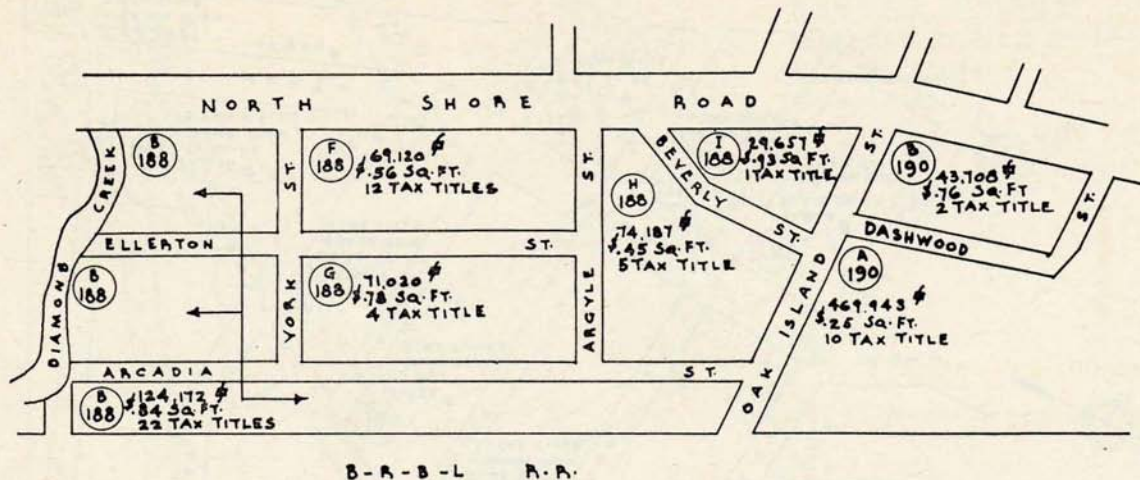 NORTH SHORE ROAD
B
188
F
188
69.120 ⌀
$.56 SQ.FT.
12 TAX TITLES
I
188
29.657 ⌀
$.93 SQ FT.
1 TAX TITLE
B
190
43.708 ⌀
$.76 SQ FT
2 TAX TITLE
H
188
74.187 ⌀
$.45 SQ.FT.
5 TAX TITLE
DIAMOND CREEK
ELLERTON ST.
YORK ST.
ARGYLE ST.
BEVERLY ST.
DASHWOOD ST.
OAK ISLAND ST.
B
188
G
188
71.020 ⌀
$.78 SQ.FT.
4 TAX TITLE
A
190
469.943 ⌀
$.25 SQ.FT.
10 TAX TITLE
ARCADIA ST.
B
188
124.172 ⌀
$.84 SQ.FT.
22 TAX TITLES
B-R-B-L R.R.